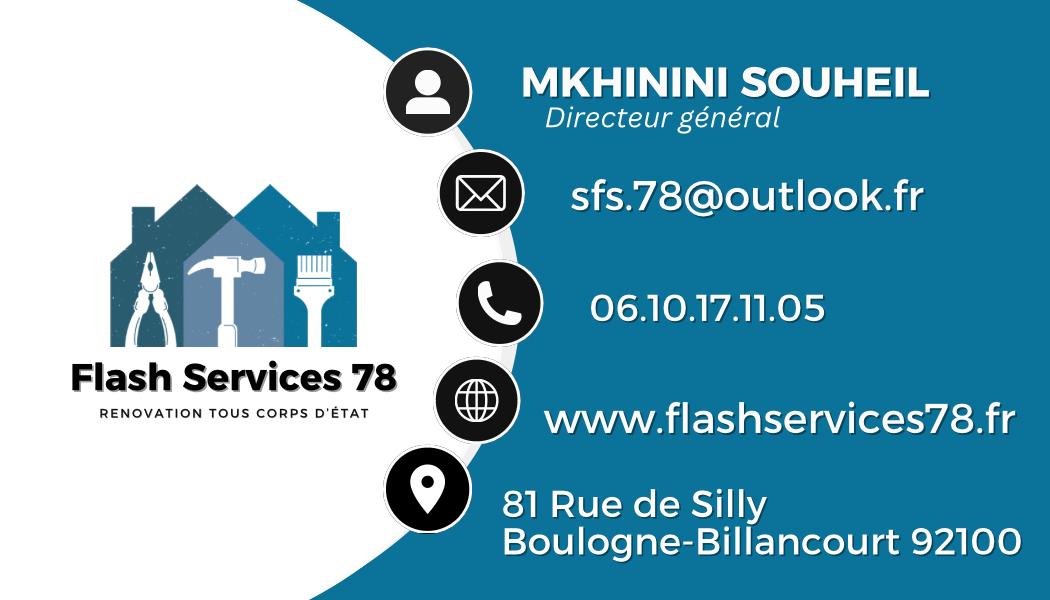 MKHININI SOUHEIL
Directeur général
sfs.78@outlook.fr
06.10.17.11.05
www.flashservices78.fr
81 Rue de Silly
Boulogne-Billancourt 92100
Flash Services 78
RENOVATION TOUS CORPS D'ÉTAT